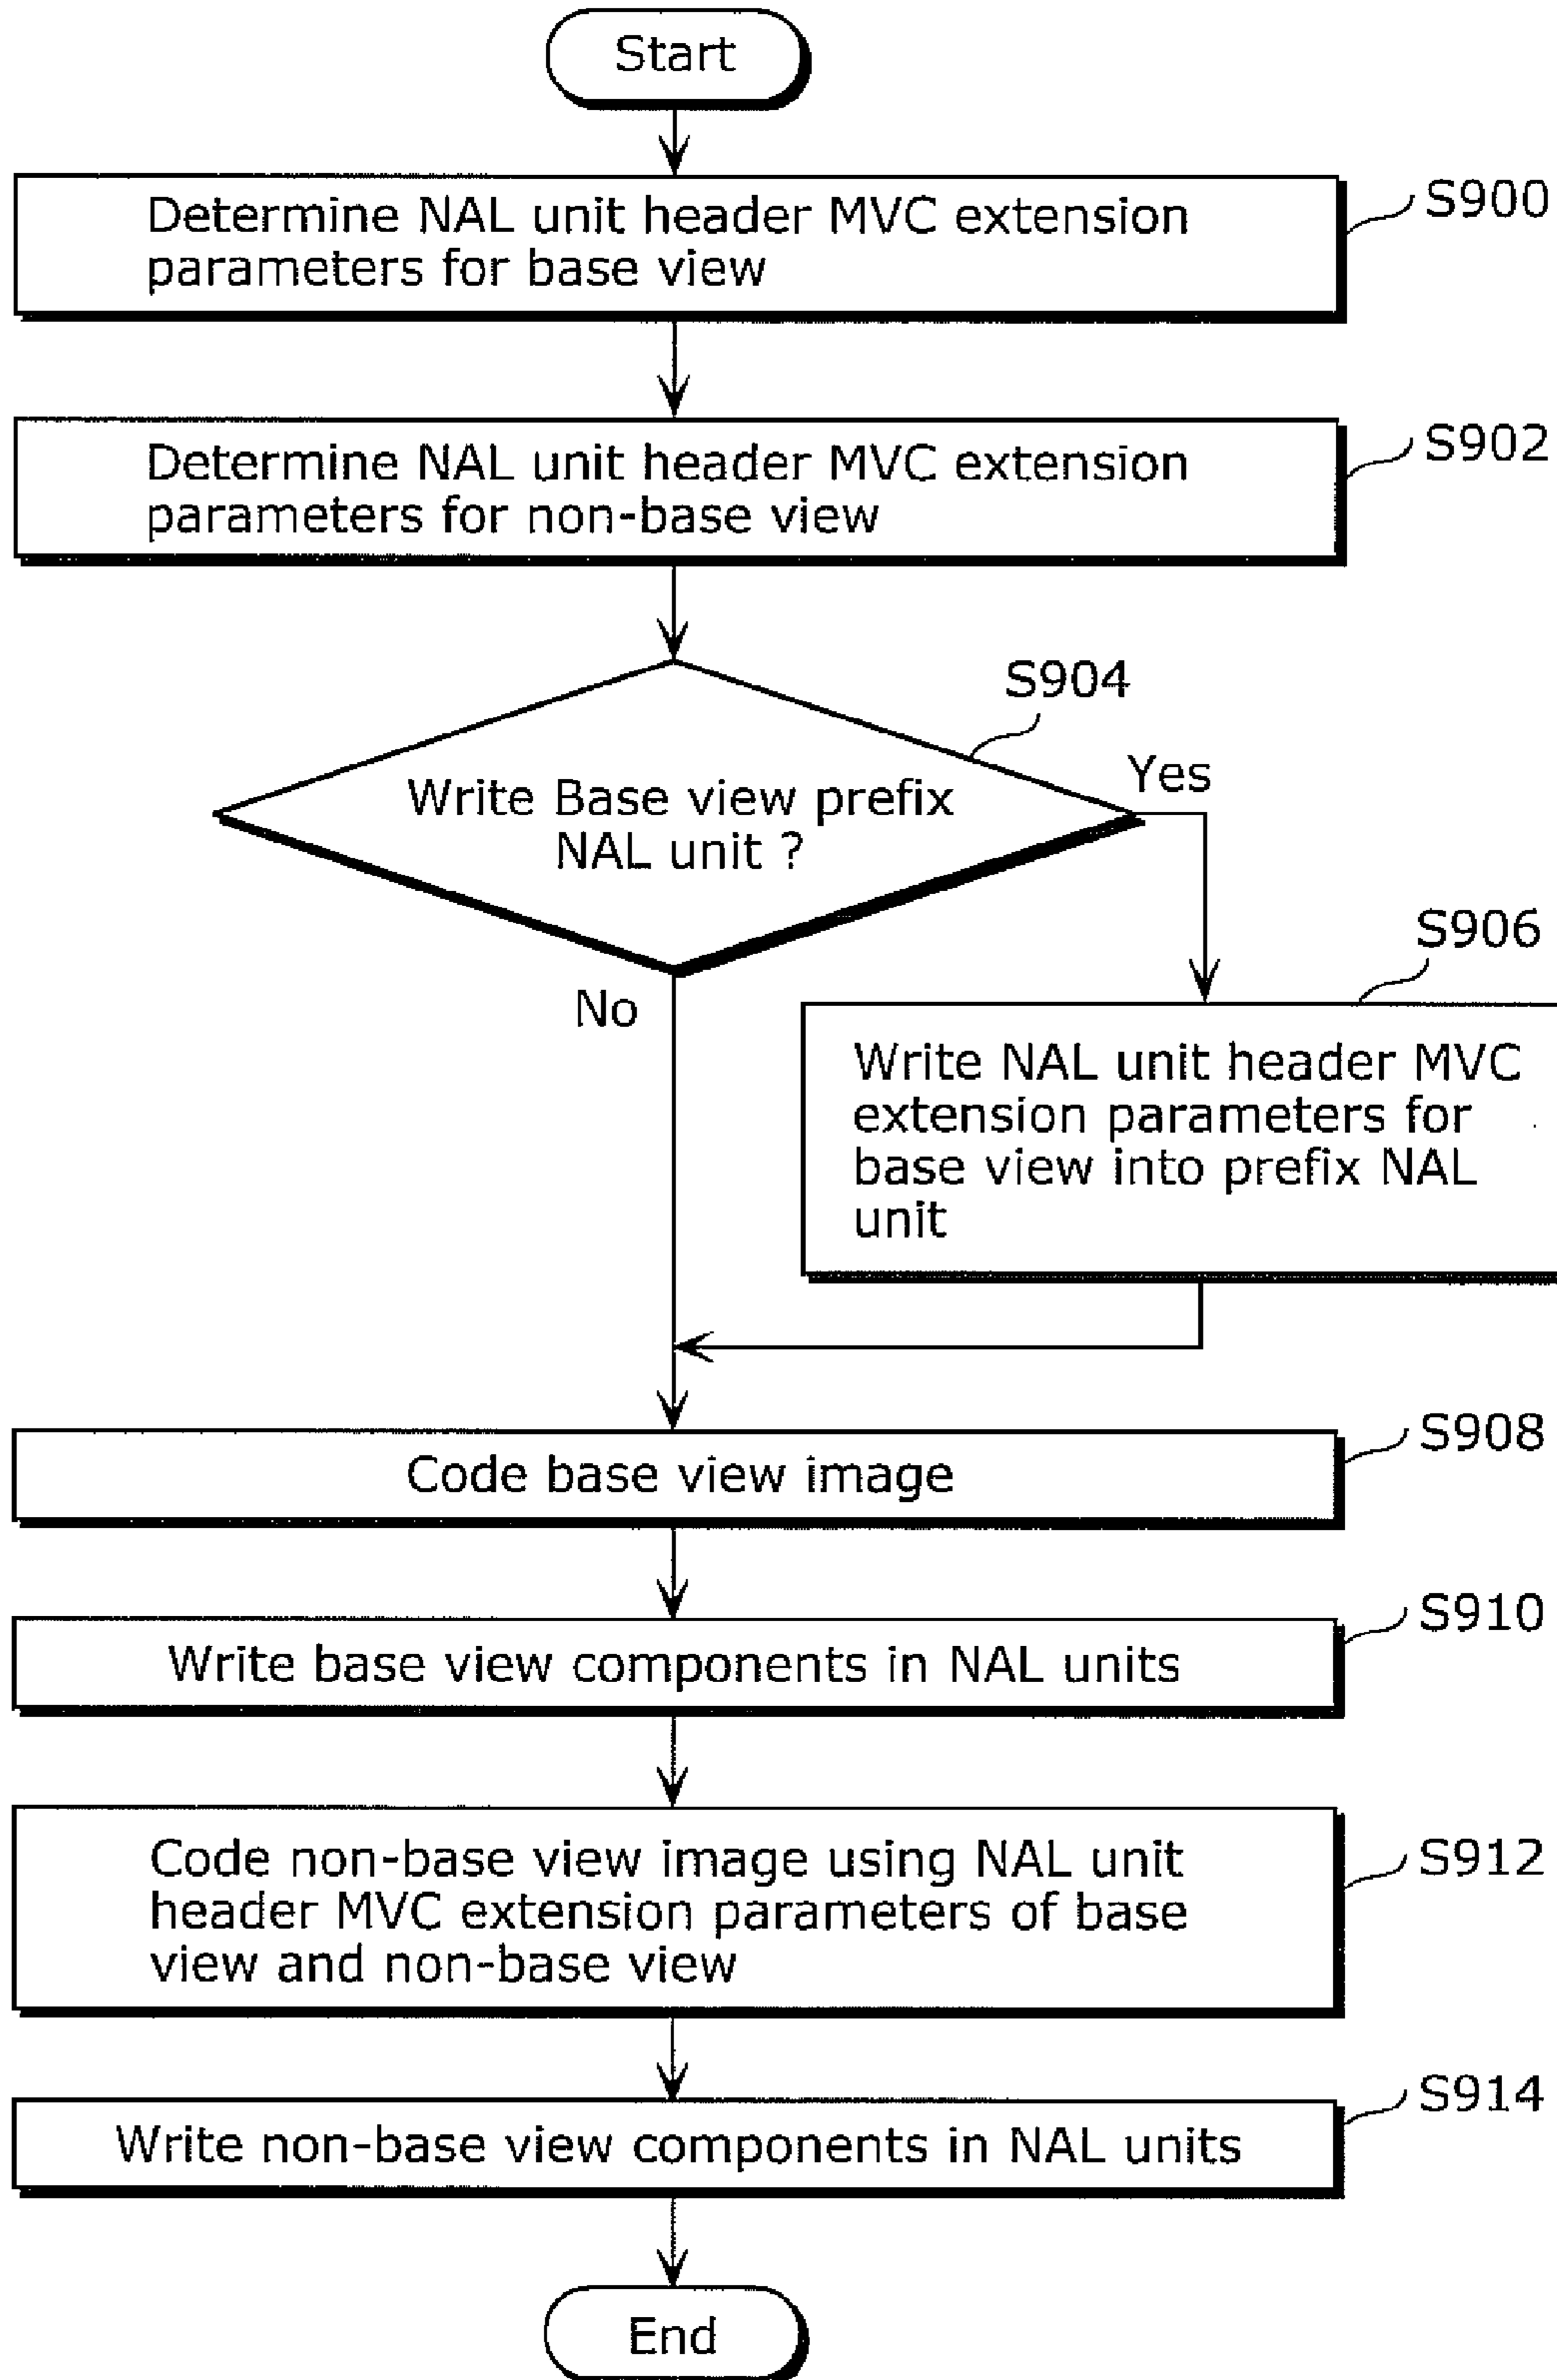 Start
Determine NAL unit header MVC extension
parameters for base view
S900
Determine NAL unit header MVC extension
parameters for non-base view
S902
S904
Write Base view prefix
NAL unit ?
Yes
No
S906
Write NAL unit header MVC
extension parameters for
base view into prefix NAL
unit
Code base view image
S908
Write base view components in NAL units
S910
Code non-base view image using NAL unit
header MVC extension parameters of base
view and non-base view
S912
Write non-base view components in NAL units
S914
End